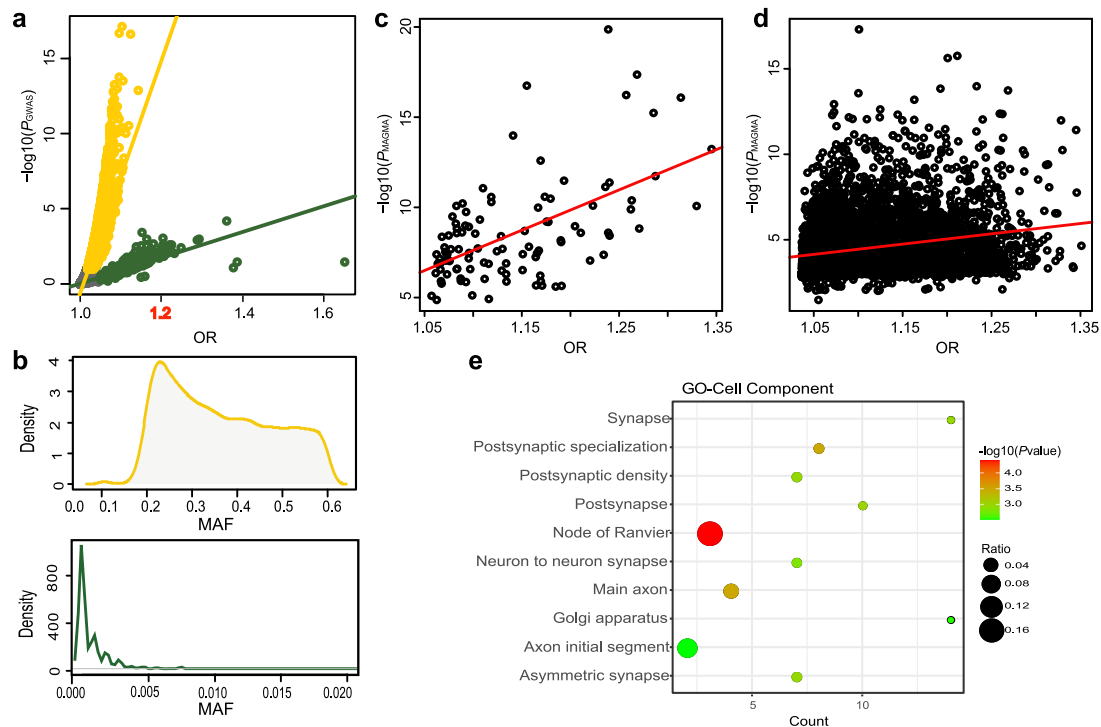 a
−log10(PGWAS)
15
10
5
0
1.0
1.2
1.4
1.6
OR
c
−log10(PMAGMA)
20
15
10
5
1.05
1.15
1.25
1.35
OR
d
−log10(PMAGMA)
15
10
5
1.05
1.15
1.25
1.35
OR
b
Density
4
3
2
1
0
0.1
0.2
0.3
0.4
0.5
0.6
MAF
Density
800
400
0
0.000
0.005
0.010
0.015
0.020
MAF
e
GO-Cell Component
Synapse
Postsynaptic specialization
Postsynaptic density
Postsynapse
Node of Ranvier
Neuron to neuron synapse
Main axon
Golgi apparatus
Axon initial segment
Asymmetric synapse
5
10
Count
-log10(Pvalue)
4.0
3.5
3.0
Ratio
0.04
0.08
0.12
0.16